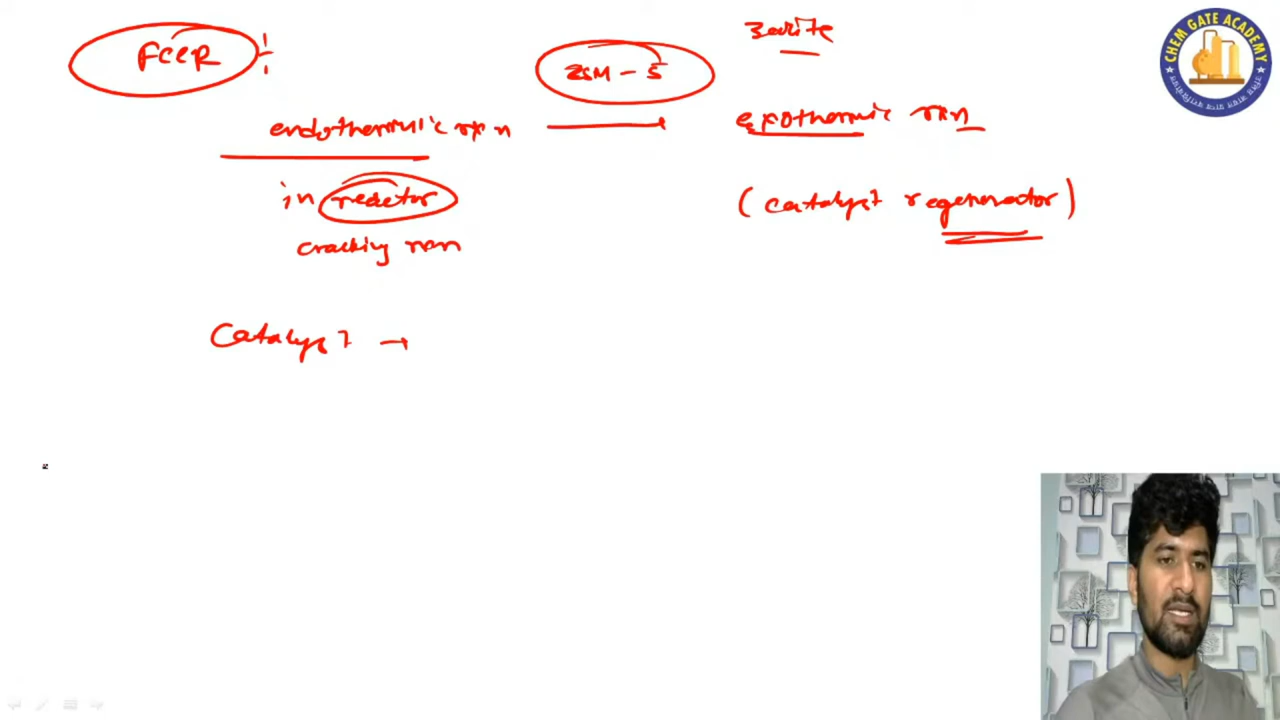 FCCR :-
ZSM-5
zeolite
endothermic rxn
exothermic rxn
in reactor
(catalyst regenerator)
cracking rxn
Catalyst →
CHEM GATE ACADEMY